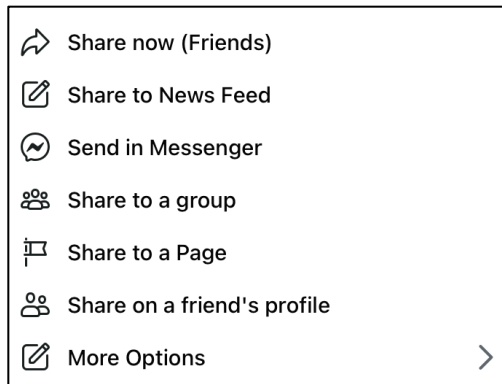 Share now (Friends)
Share to News Feed
Send in Messenger
Share to a group
Share to a Page
Share on a friend's profile
More Options